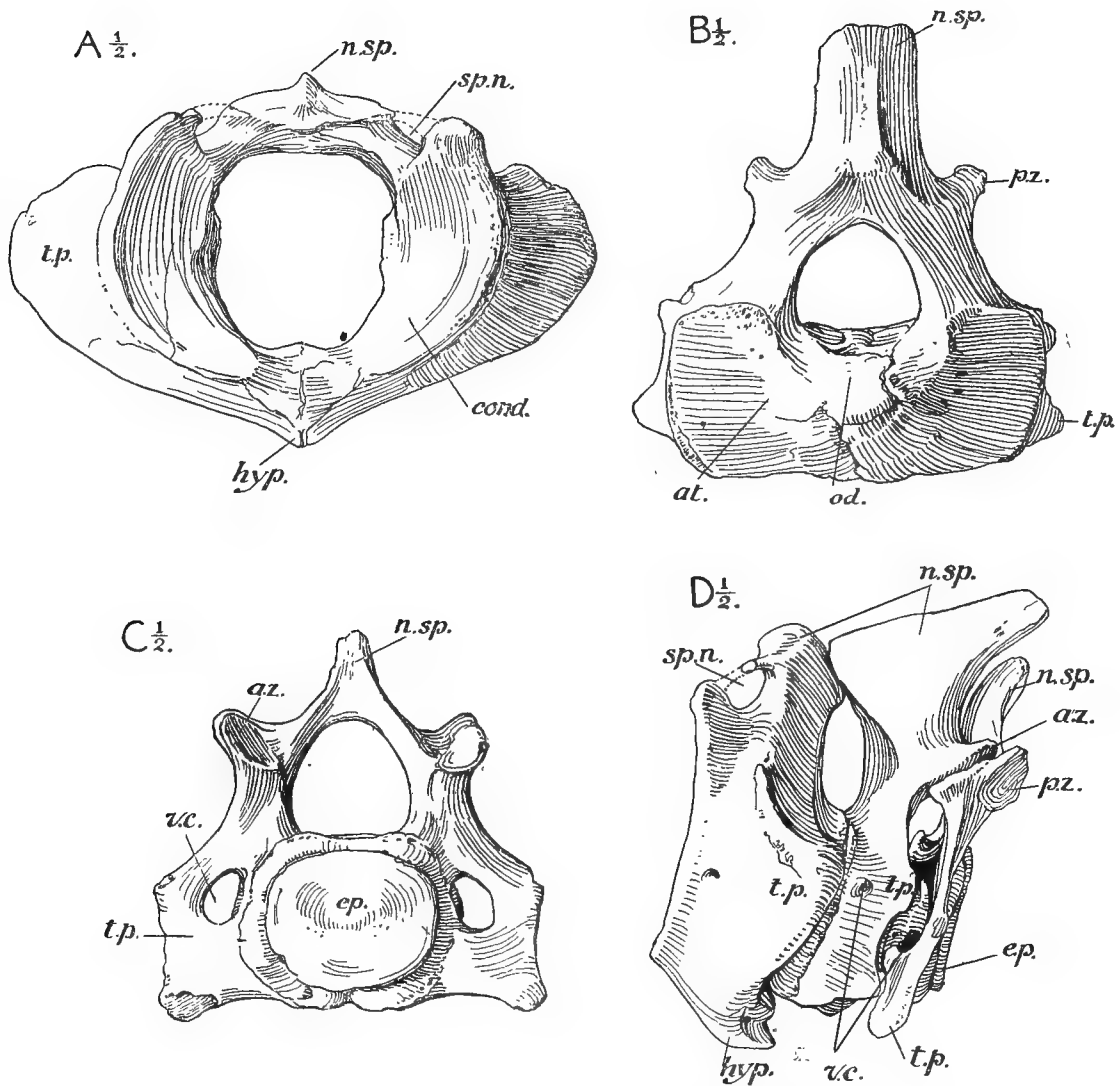 A ½.
n.sp.
sp.n.
t.p.
cond.
hyp.
B ½.
n.sp.
p.z.
t.p.
at.
od.
C ½.
n.sp.
a.z.
v.c.
ep.
t.p.
D ½.
n.sp.
sp.n.
n.sp.
a.z.
p.z.
t.p.
t.p.
ep.
hyp.
v.c.
t.p.